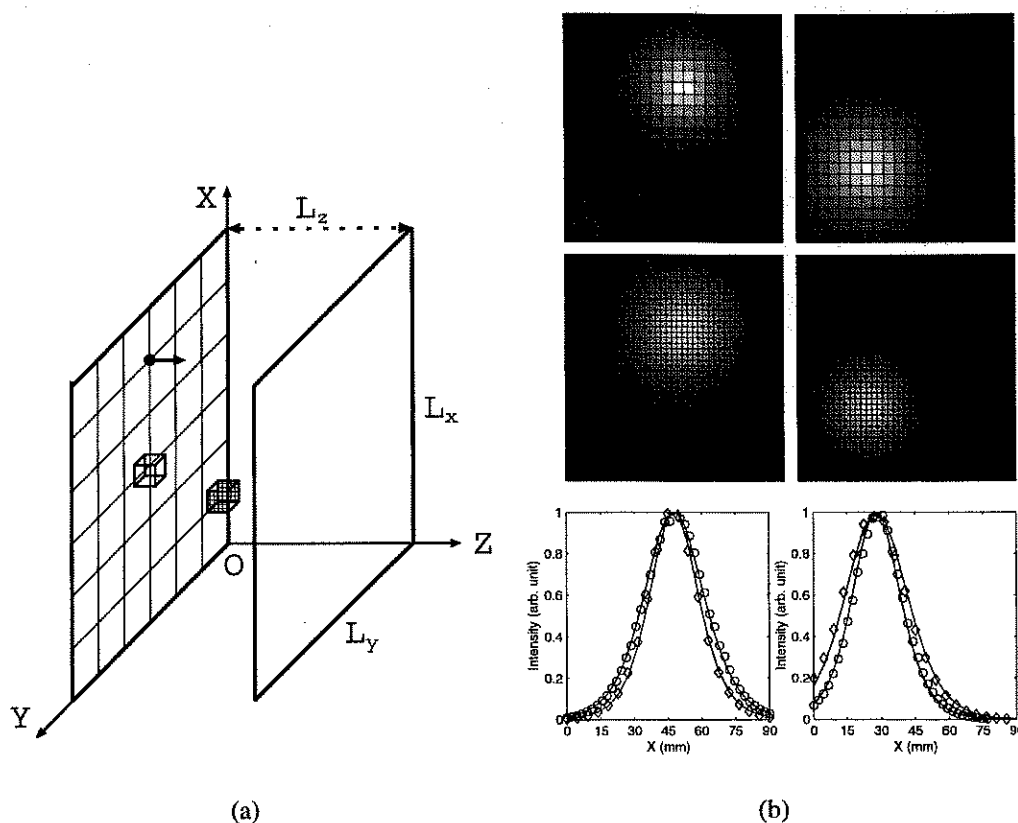 X
L_z
L_x
Z
O
L_y
Y
(a)
Intensity (arb. unit)
1
0.8
0.6
0.4
0.2
0
0 15 30 45 60 75 90
X (mm)
Intensity (arb. unit)
1
0.8
0.6
0.4
0.2
0
0 15 30 45 60 75 90
X (mm)
(b)